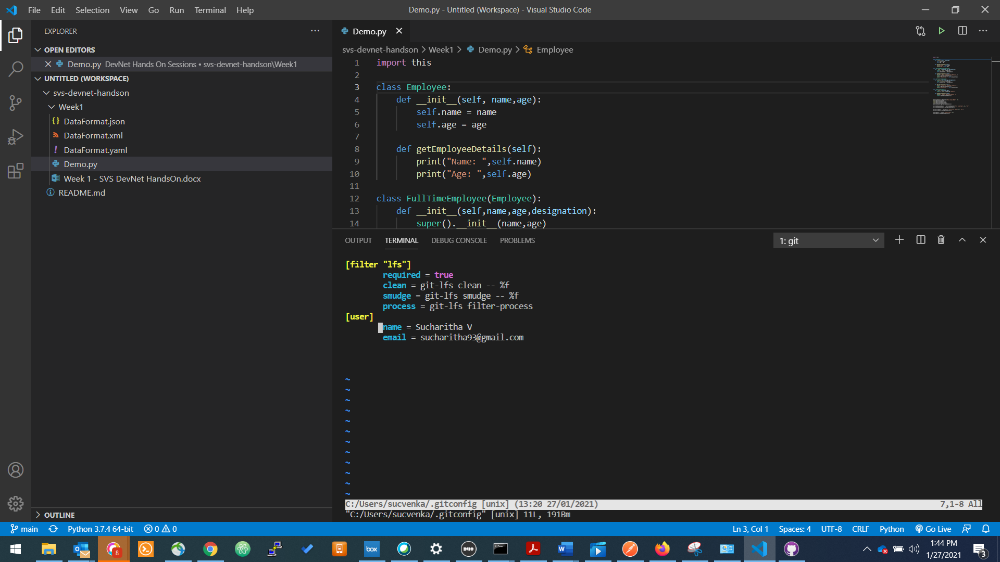 File Edit Selection View Go Run Terminal Help
Demo.py - Untitled (Workspace) - Visual Studio Code
EXPLORER
OPEN EDITORS
Demo.py DevNet Hands On Sessions • svs-devnet-handson\Week1
UNTITLED (WORKSPACE)
svs-devnet-handson
Week1
DataFormat.json
DataFormat.xml
DataFormat.yaml
Demo.py
Week 1 - SVS DevNet HandsOn.docx
README.md
OUTLINE
Demo.py
svs-devnet-handson > Week1 > Demo.py > Employee
1 import this
2
3 class Employee:
4 def __init__(self, name,age):
5 self.name = name
6 self.age = age
7
8 def getEmployeeDetails(self):
9 print("Name: ",self.name)
10 print("Age: ",self.age)
11
12 class FullTimeEmployee(Employee):
13 def __init__(self,name,age,designation):
14 super().__init__(name,age)
OUTPUT TERMINAL DEBUG CONSOLE PROBLEMS
1: git
[filter "lfs"]
required = true
clean = git-lfs clean -- %f
smudge = git-lfs smudge -- %f
process = git-lfs filter-process
[user]
name = Sucharitha V
email = sucharitha93@gmail.com
~
~
~
~
~
~
~
~
~
~
~
~
C:/Users/sucvenka/.gitconfig [unix] (13:20 27/01/2021) 7,1-8 All
"C:/Users/sucvenka/.gitconfig" [unix] 11L, 191Bm
main Python 3.7.4 64-bit 0 0 Ln 3, Col 1 Spaces: 4 UTF-8 CRLF Python Go Live
8
box
DUO
1:44 PM
1/27/2021
3